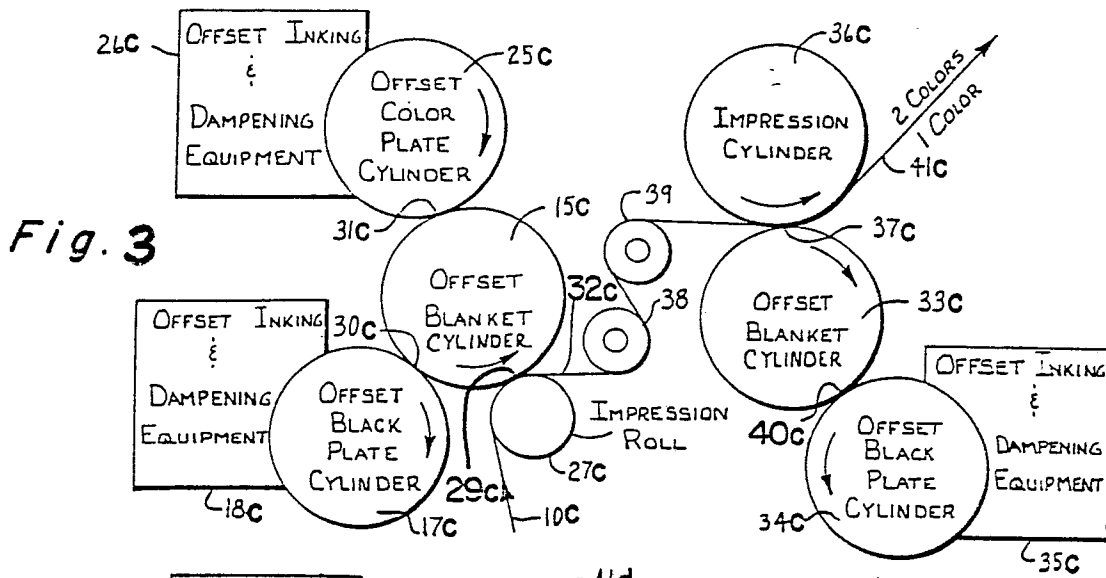 26C
OFFSET INKING
&
DAMPENING
EQUIPMENT
25C
OFFSET
COLOR
PLATE
CYLINDER
36C
IMPRESSION
CYLINDER
2 COLORS
1 COLOR
41C
Fig. 3
31C
15C
39
37C
OFFSET
BLANKET
CYLINDER
32C
38
OFFSET
BLANKET
CYLINDER
33C
OFFSET INKING
&
DAMPENING
EQUIPMENT
18C
30C
OFFSET
BLACK
PLATE
CYLINDER
17C
29C
IMPRESSION
ROLL
27C
10C
40C
OFFSET
BLACK
PLATE
CYLINDER
34C
OFFSET INKING
&
DAMPENING
EQUIPMENT
35C